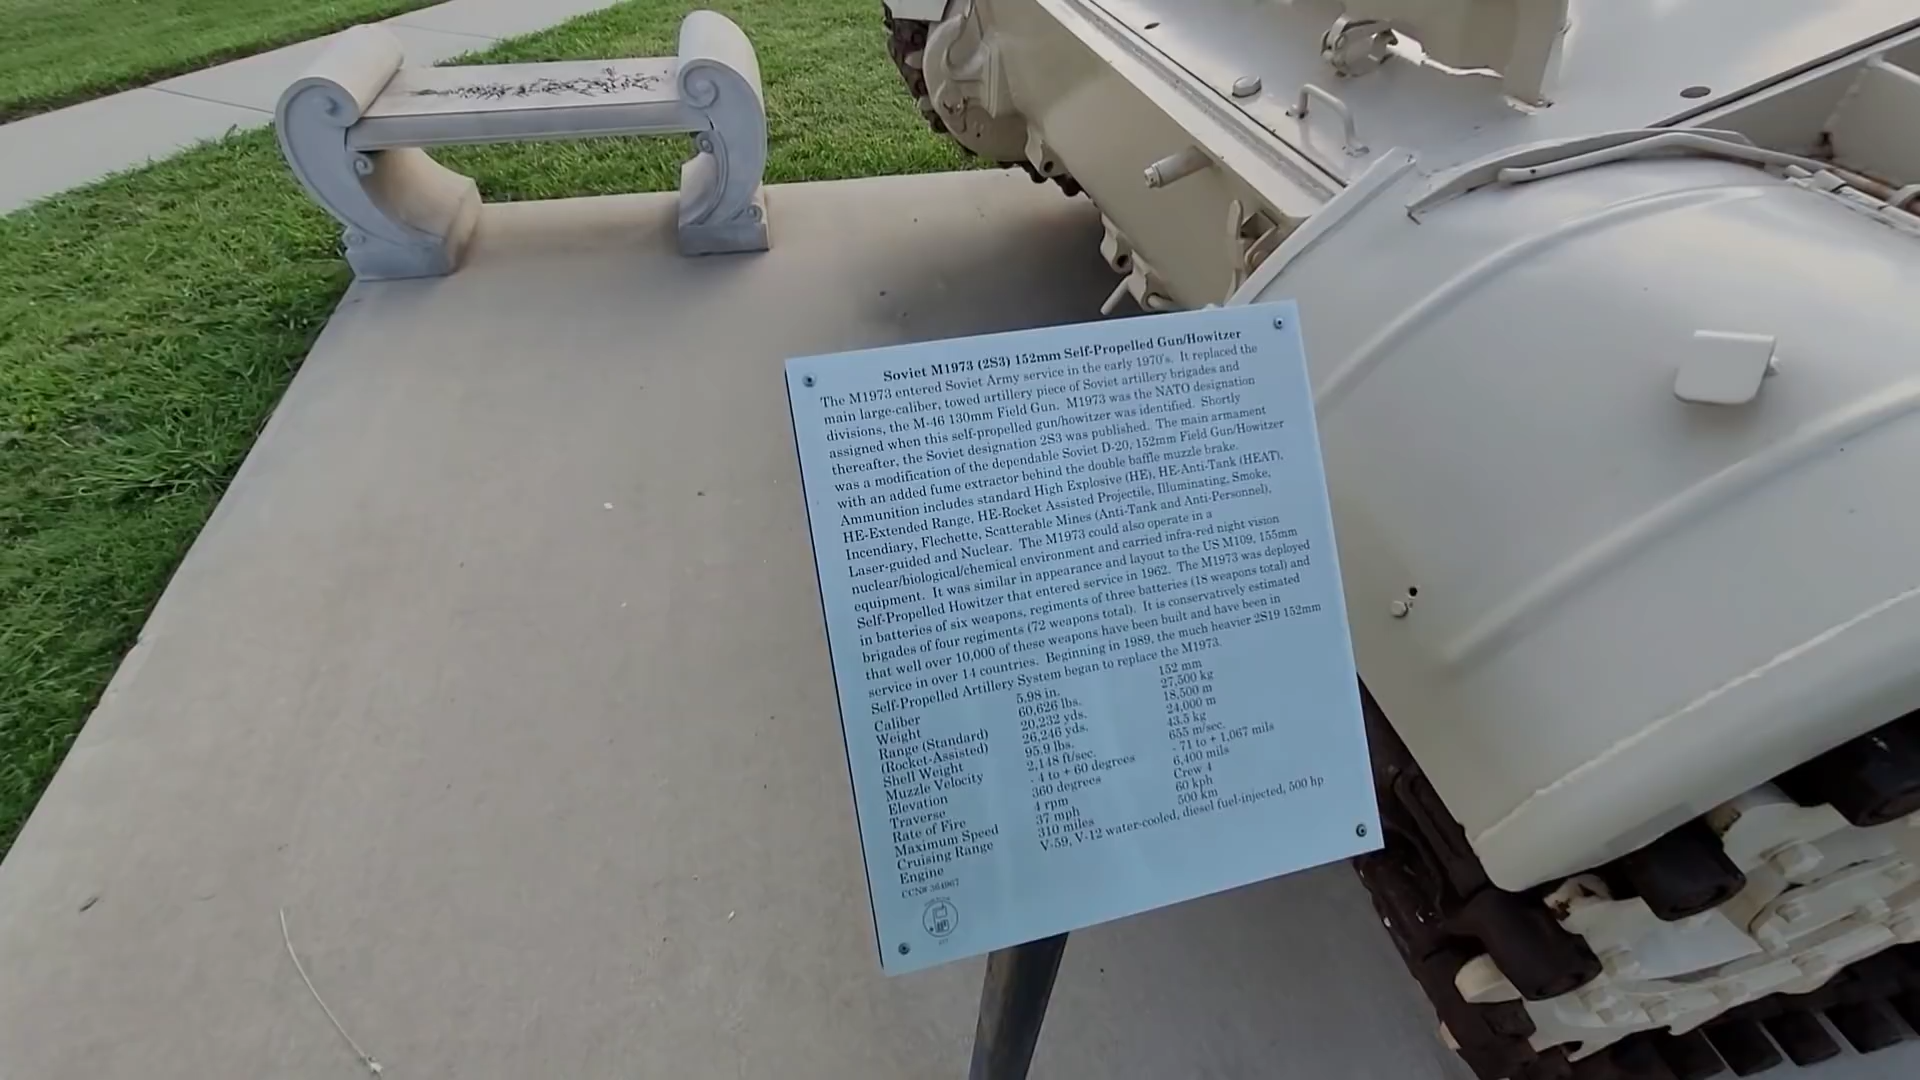 Soviet M1973 (2S3) 152mm Self-Propelled Gun/Howitzer
The M1973 entered Soviet Army service in the early 1970's. It replaced the
main large-caliber, towed artillery piece of Soviet artillery brigades and
divisions, the M-46 130mm Field Gun. M1973 was the NATO designation
assigned when this self-propelled gun/howitzer was identified. Shortly
thereafter, the Soviet designation 2S3 was published. The main armament
was a modification of the dependable Soviet D-20, 152mm Field Gun/Howitzer
with an added fume extractor behind the double baffle muzzle brake.
Ammunition includes standard High Explosive (HE), HE-Anti-Tank (HEAT),
HE-Extended Range, HE-Rocket Assisted Projectile, Illuminating, Smoke,
Incendiary, Flechette, Scatterable Mines (Anti-Tank and Anti-Personnel),
Laser-guided and Nuclear. The M1973 could also operate in a
nuclear/biological/chemical environment and carried infra-red night vision
equipment. It was similar in appearance and layout to the US M109, 155mm
Self-Propelled Howitzer that entered service in 1962. The M1973 was deployed
in batteries of six weapons, regiments of three batteries (18 weapons total) and
brigades of four regiments (72 weapons total). It is conservatively estimated
that well over 10,000 of these weapons have been built and have been in
service in over 14 countries. Beginning in 1989, the much heavier 2S19 152mm
Self-Propelled Artillery System began to replace the M1973.
Caliber 5.98 in. 152 mm
Weight 60,626 lbs. 27,500 kg
Range (Standard) 20,232 yds. 18,500 m
(Rocket-Assisted) 26,246 yds. 24,000 m
Shell Weight 95.9 lbs. 43.5 kg
Muzzle Velocity 2,148 ft/sec. 655 m/sec.
Elevation - 4 to + 60 degrees - 71 to + 1,067 mils
Traverse 360 degrees 6,400 mils
Rate of Fire 4 rpm Crew 4
Maximum Speed 37 mph 60 kph
Cruising Range 310 miles 500 km
Engine V-59, V-12 water-cooled, diesel fuel-injected, 500 hp
CCN# 364967